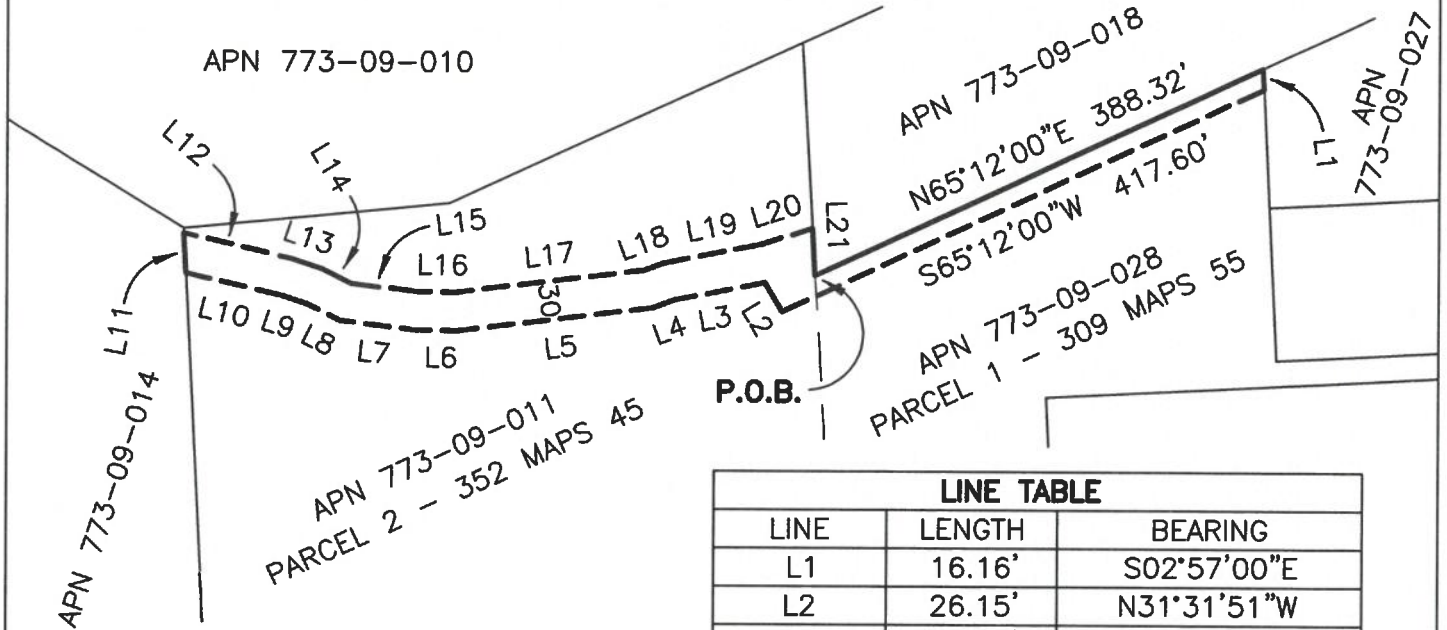 APN 773-09-010
APN 773-09-018
APN
773-09-027
L12
L14
L13
L15
L16
L17
L18
L19
L20
L21
N65°12'00"E 388.32'
S65°12'00"W 417.60'
L1
L11
L10
L9
L8
L7
L6
30
L5
L4
L3
L2
P.O.B.
APN 773-09-028
PARCEL 1 - 309 MAPS 55
APN 773-09-014
APN 773-09-011
PARCEL 2 - 352 MAPS 45
LINE TABLE
LINE LENGTH BEARING
L1 16.16' S02°57'00"E
L2 26.15' N31°31'51"W